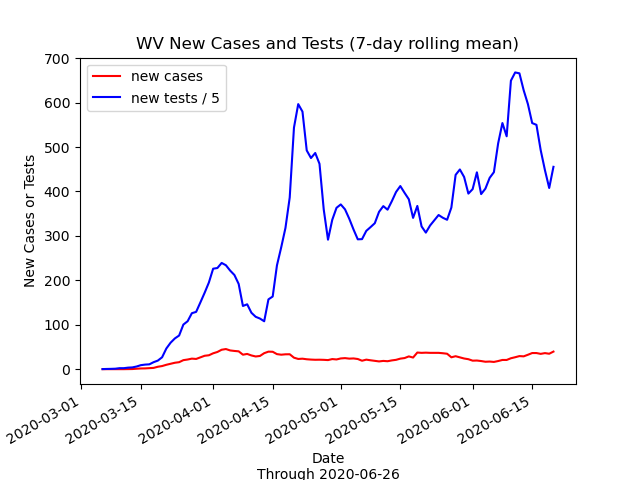 WV New Cases and Tests (7-day rolling mean)
new cases
new tests / 5
New Cases or Tests
700
600
500
400
300
200
100
0
2020-03-01
2020-03-15
2020-04-01
2020-04-15
2020-05-01
2020-05-15
2020-06-01
2020-06-15
Date
Through 2020-06-26